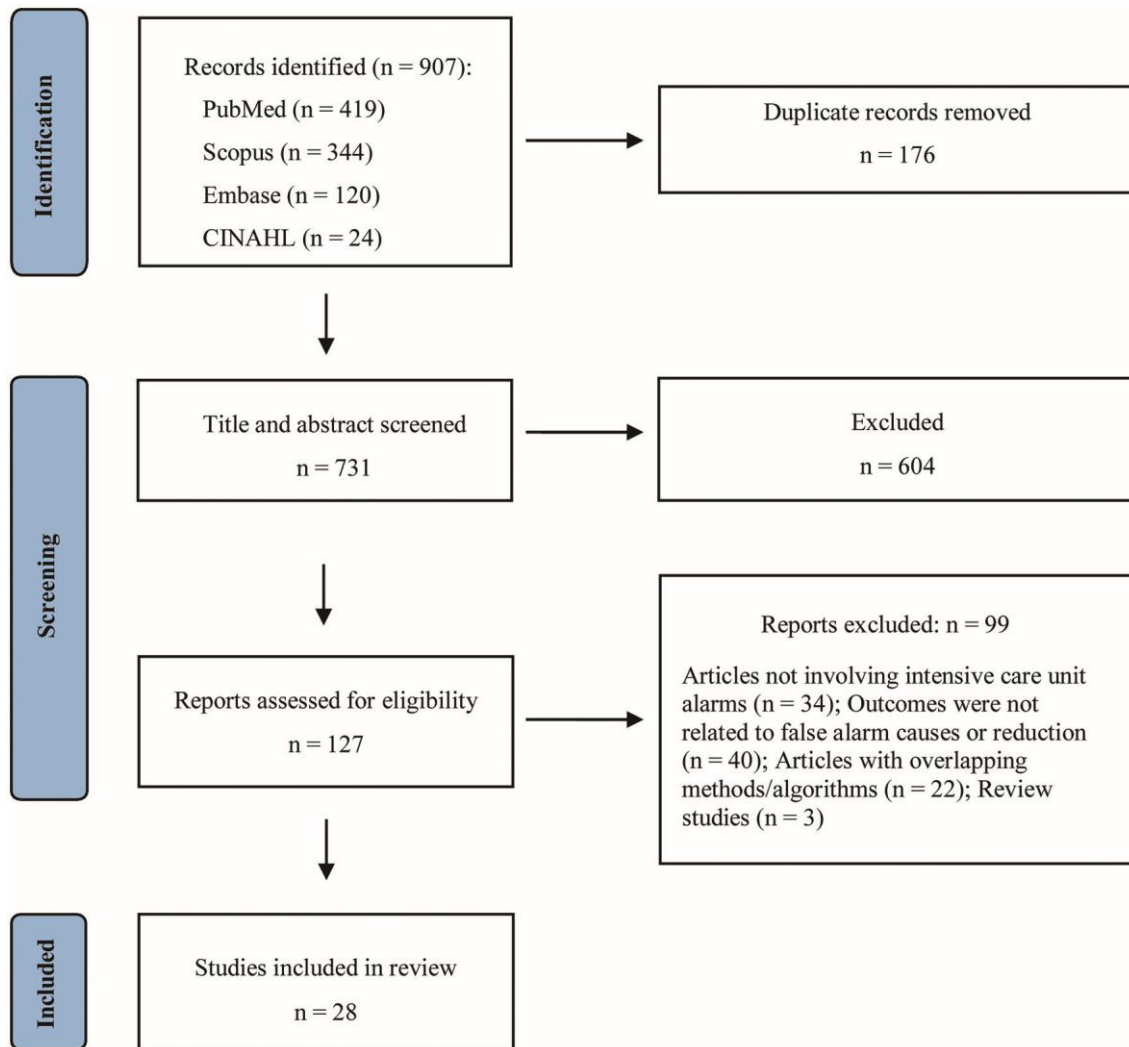 Identification
Records identified (n = 907):
PubMed (n = 419)
Scopus (n = 344)
Embase (n = 120)
CINAHL (n = 24)
Duplicate records removed
n = 176
Screening
Title and abstract screened
n = 731
Excluded
n = 604
Reports assessed for eligibility
n = 127
Reports excluded: n = 99
Articles not involving intensive care unit
alarms (n = 34); Outcomes were not
related to false alarm causes or reduction
(n = 40); Articles with overlapping
methods/algorithms (n = 22); Review
studies (n = 3)
Included
Studies included in review
n = 28